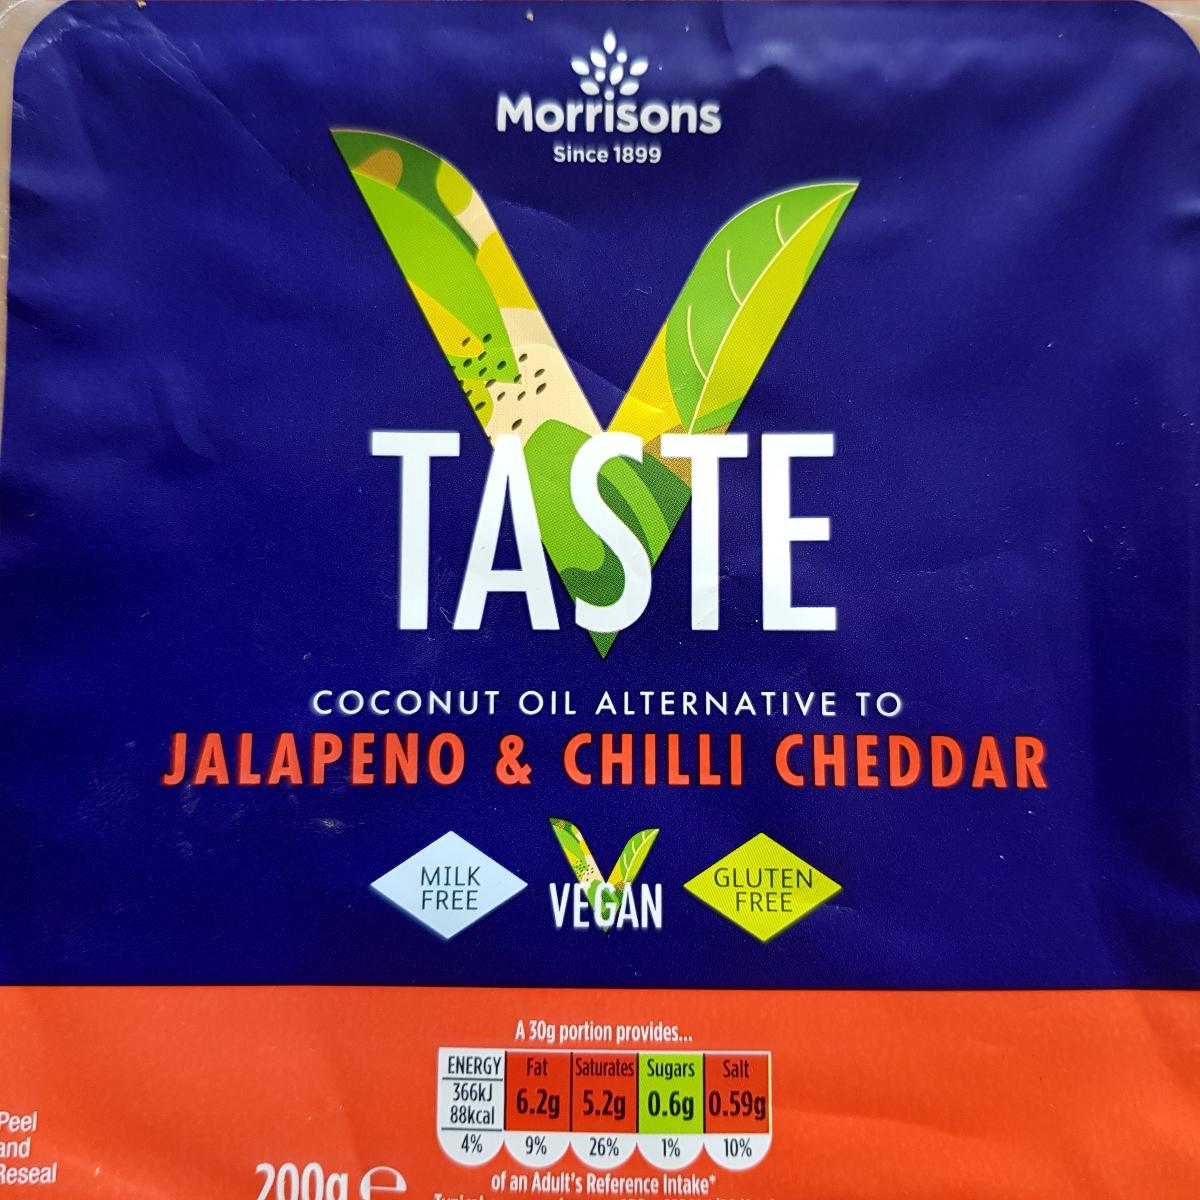 Morrisons
Since 1899
V
TASTE
COCONUT OIL ALTERNATIVE TO
JALAPENO & CHILLI CHEDDAR
MILK
FREE
VEGAN
GLUTEN
FREE
A 30g portion provides...
ENERGY Fat Saturates Sugars Salt
366kJ
88kcal 6.2g 5.2g 0.6g 0.59g
4% 9% 26% 1% 10%
of an Adult's Reference Intake*
Peel
and
Reseal
200g e